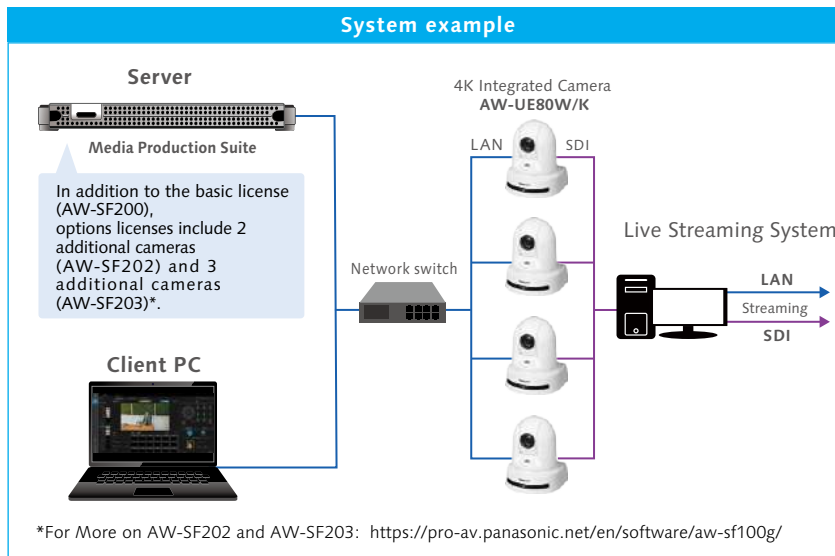 System example
Server
Media Production Suite
In addition to the basic license
(AW-SF200),
options licenses include 2
additional cameras
(AW-SF202) and 3
additional cameras
(AW-SF203)*.
Client PC
Network switch
4K Integrated Camera
AW-UE80W/K
LAN
SDI
Live Streaming System
LAN
Streaming
SDI
*For More on AW-SF202 and AW-SF203: https://pro-av.panasonic.net/en/software/aw-sf100g/